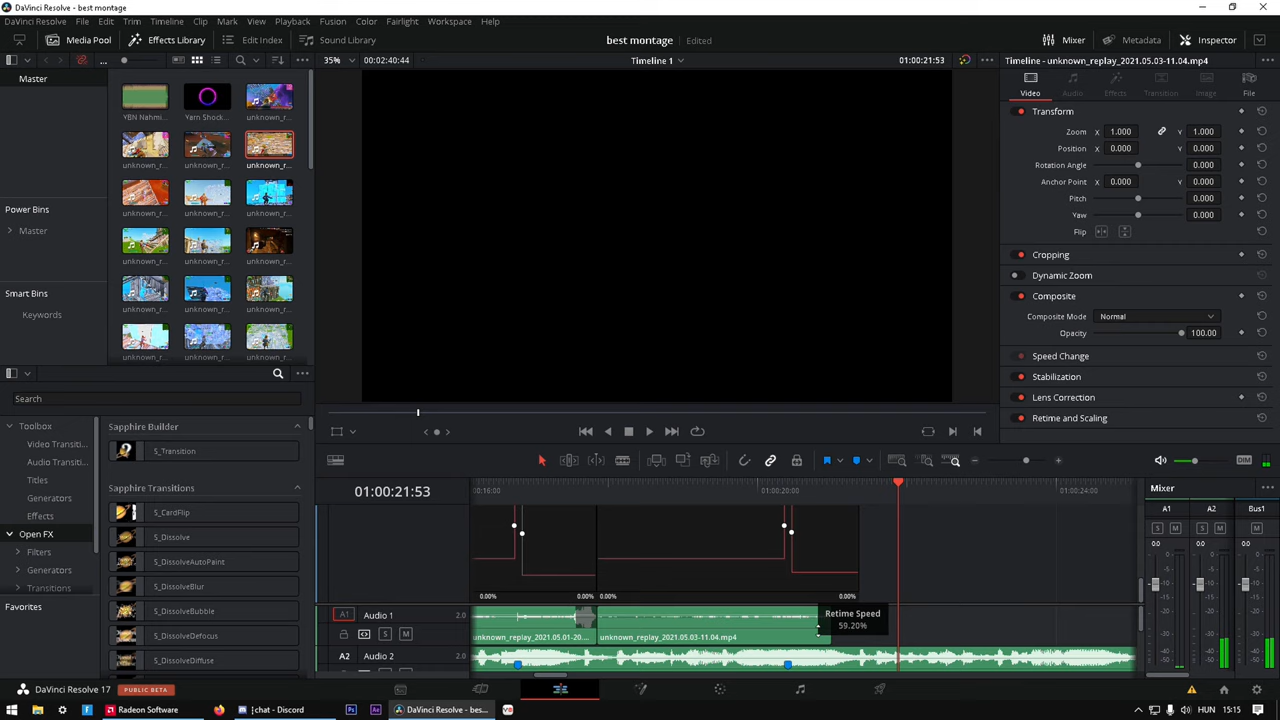 DaVinci Resolve - best montage
DaVinci Resolve File Edit Trim Timeline Clip Mark View Playback Fusion Color Fairlight Workspace Help
Media Pool Effects Library Edit Index Sound Library best montage Edited Mixer Metadata Inspector
... 35% 00:02:40:44 Timeline 1 01:00:21:53 Timeline - unknown_replay_2021.05.03-11.04.mp4
Master
Video Audio Effects Transition Image File
YBN Nahmi... Yarn Shock... unknown_r...
Transform
Zoom X 1.000 Y 1.000
Position X 0.000 Y 0.000
unknown_r... unknown_r... unknown_r...
Rotation Angle 0.000
Anchor Point X 0.000 Y 0.000
Pitch 0.000
unknown_r... unknown_r... unknown_r...
Power Bins
Yaw 0.000
Master
Flip
unknown_r... unknown_r... unknown_r...
Cropping
Dynamic Zoom
Smart Bins
Composite
Keywords
unknown_r... unknown_r... unknown_r...
Composite Mode Normal
Opacity 100.00
unknown_r... unknown_r... unknown_r...
Speed Change
Stabilization
Search
Lens Correction
Retime and Scaling
Toolbox
Video Transiti...
Audio Transiti...
Titles
Generators
Effects
Open FX
Filters
Generators
Transitions
Favorites
Sapphire Builder
S_Transition
Sapphire Transitions
S_CardFlip
S_Dissolve
S_DissolveAutoPaint
S_DissolveBlur
S_DissolveBubble
S_DissolveDefocus
S_DissolveDiffuse
DIM
01:00:21:53 01:00:20:00 01:00:24:00
:00:16:00
Mixer
A1 A2 Bus1
S M S M M
0.0 0.0 0.0
0.00% 0.00% 0.00% 0.00%
A1 Audio 1 2.0
Retime Speed
59.20%
S M
unknown_replay_2021.05.01-20.... unknown_replay_2021.05.03-11.04.mp4
A2 Audio 2 2.0
DaVinci Resolve 17 PUBLIC BETA
Radeon Software chat - Discord Ps Ae DaVinci Resolve - bes... HUN 15:15